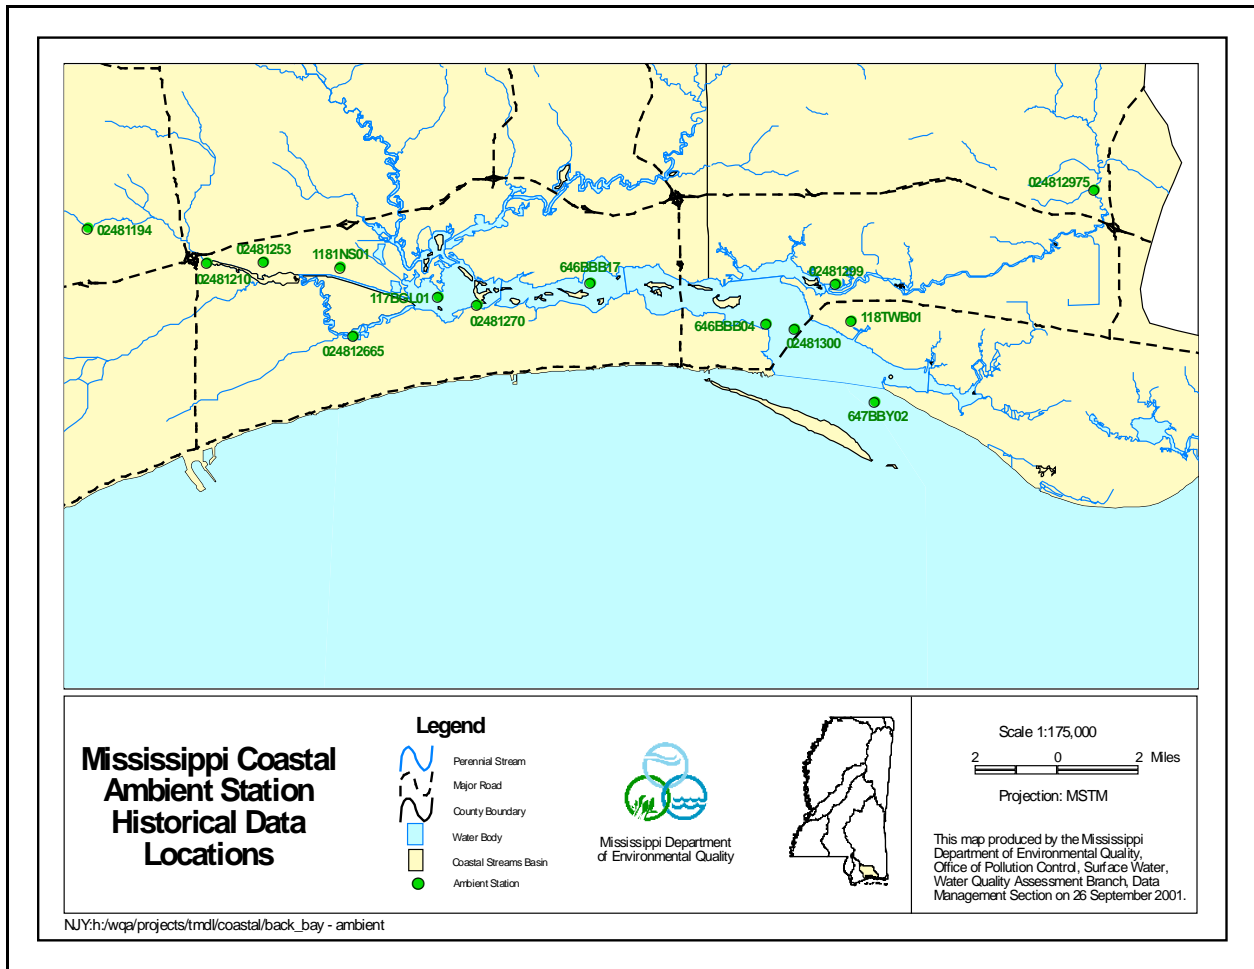 024812975
02481194
02481253
1181NS01
02481210
646BBB17
02481299
117BGL01
02481270
646BBB04
118TWB01
02481300
024812665
647BBY02
Mississippi Coastal
Ambient Station
Historical Data
Locations
Legend
Perennial Stream
Major Road
County Boundary
Water Body
Coastal Streams Basin
Ambient Station
Mississippi Department
of Environmental Quality
Scale 1:175,000
2 0 2 Miles
Projection: MSTM
This map produced by the Mississippi
Department of Environmental Quality,
Office of Pollution Control, Surface Water,
Water Quality Assessment Branch, Data
Management Section on 26 September 2001.
NJY:h:/wqa/projects/tmdl/coastal/back_bay - ambient